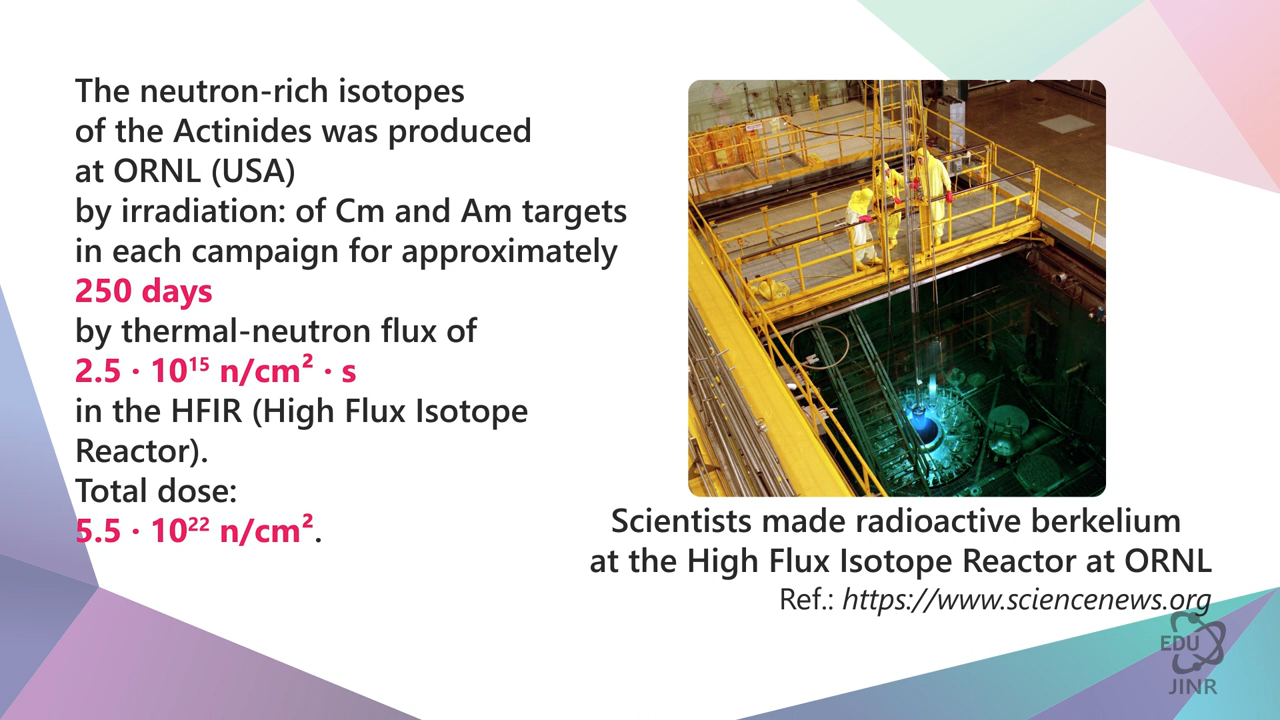 The neutron-rich isotopes
of the Actinides was produced
at ORNL (USA)
by irradiation: of Cm and Am targets
in each campaign for approximately
250 days
by thermal-neutron flux of
2.5 · 10¹⁵ n/cm² · s
in the HFIR (High Flux Isotope
Reactor).
Total dose:
5.5 · 10²² n/cm².
Scientists made radioactive berkelium
at the High Flux Isotope Reactor at ORNL
Ref.: https://www.sciencenews.org
EDU
JINR